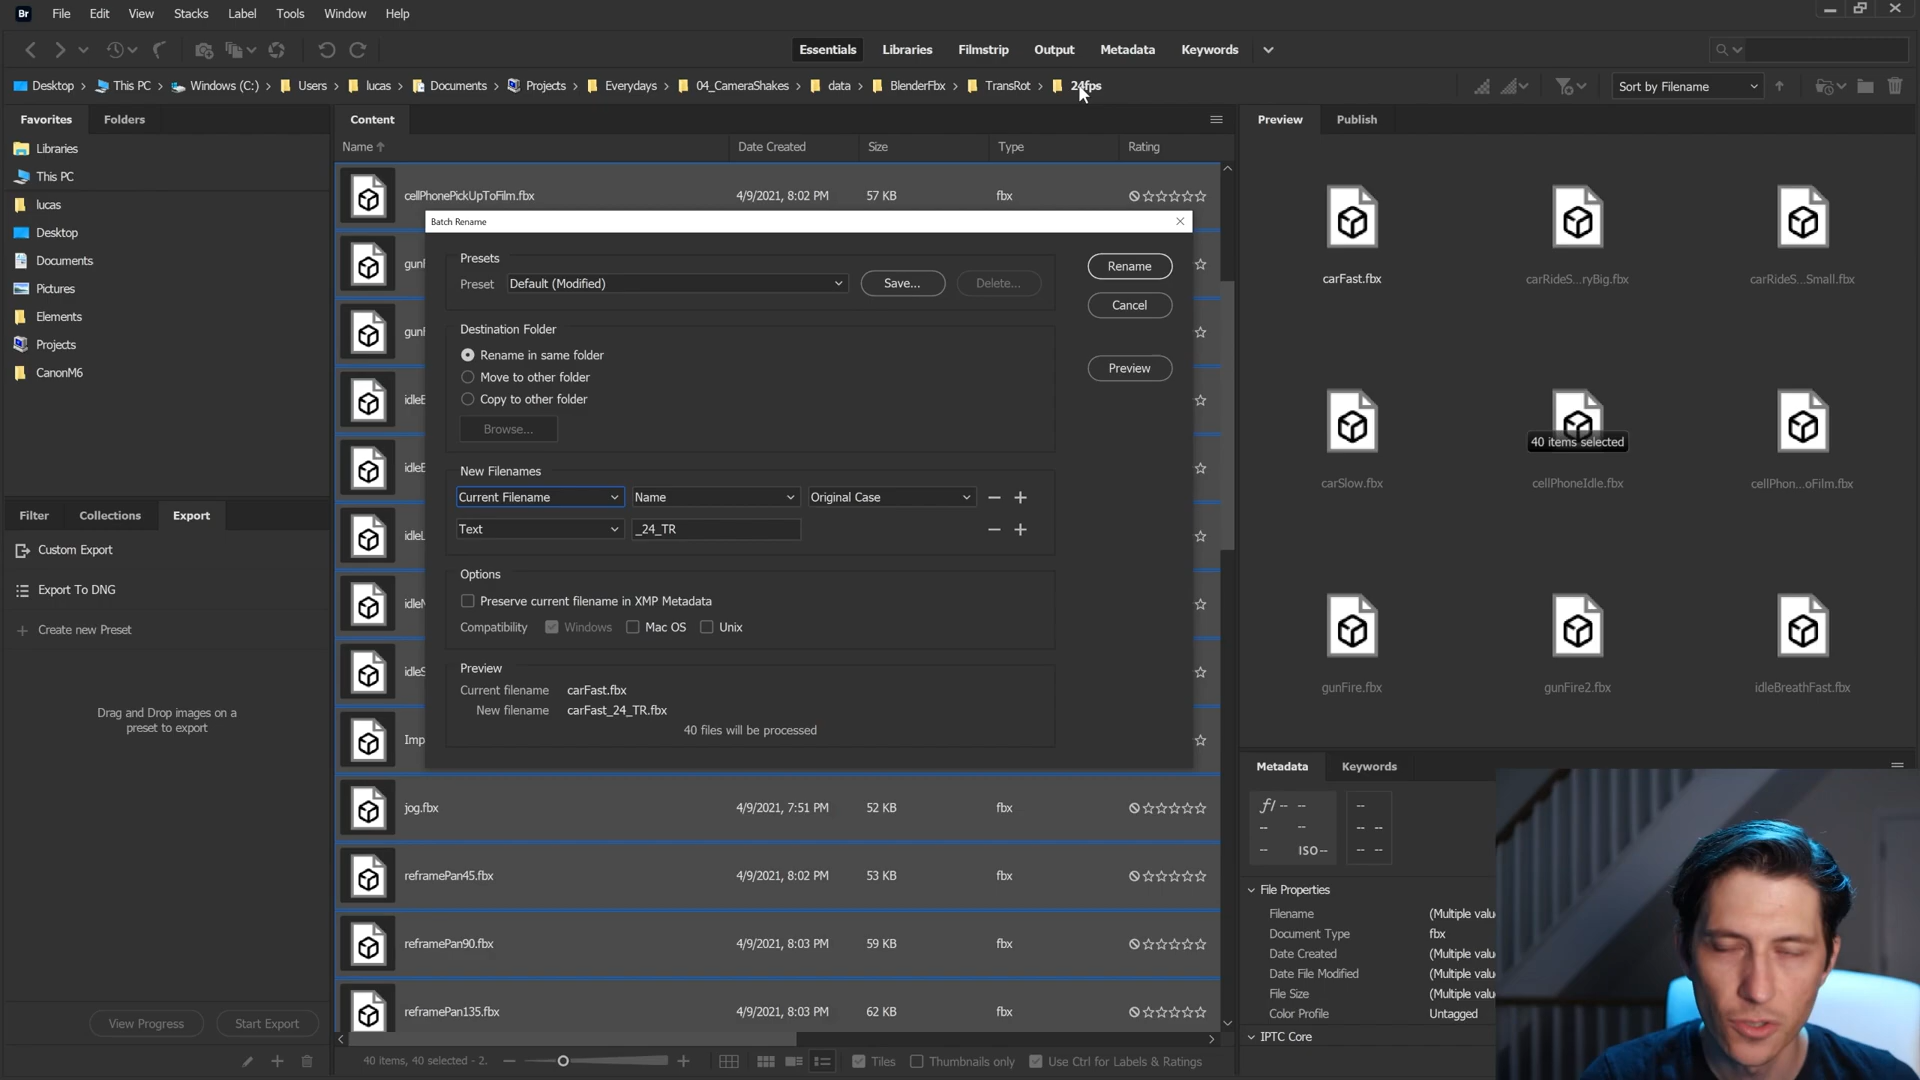 Br File Edit View Stacks Label Tools Window Help
Essentials Libraries Filmstrip Output Metadata Keywords
Desktop This PC Windows (C:) Users lucas Documents Projects Everydays 04_CameraShakes data BlenderFbx TransRot 24fps Sort by Filename
Favorites Folders Content Preview Publish
Name Date Created Size Type Rating
Libraries
This PC
lucas
Desktop
Documents
Pictures
Elements
Projects
CanonM6
cellPhonePickUpToFilm.fbx 4/9/2021, 8:02 PM 57 KB fbx
Batch Rename
Presets
Preset Default (Modified) Save... Delete... Rename
Cancel
Destination Folder
Rename in same folder
Move to other folder
Copy to other folder
Browse...
Preview
New Filenames
Current Filename Name Original Case
Text _24_TR
Options
Preserve current filename in XMP Metadata
Compatibility Windows Mac OS Unix
Preview
Current filename carFast.fbx
New filename carFast_24_TR.fbx
40 files will be processed
Imp
jog.fbx 4/9/2021, 7:51 PM 52 KB fbx
reframePan45.fbx 4/9/2021, 8:02 PM 53 KB fbx
reframePan90.fbx 4/9/2021, 8:03 PM 59 KB fbx
reframePan135.fbx 4/9/2021, 8:03 PM 62 KB fbx
Filter Collections Export
Custom Export
Export To DNG
Create new Preset
Drag and Drop images on a
preset to export
View Progress Start Export
40 items, 40 selected - 2. Tiles Thumbnails only Use Ctrl for Labels & Ratings
carFast.fbx carRideS...ryBig.fbx carRideS...Small.fbx
40 items selected
carSlow.fbx cellPhoneIdle.fbx cellPhon...oFilm.fbx
gunFire.fbx gunFire2.fbx idleBreathFast.fbx
Metadata Keywords
f/ -- --
-- --
-- ISO--
--
-- --
-- --
File Properties
Filename (Multiple valu
Document Type fbx
Date Created (Multiple valu
Date File Modified (Multiple valu
File Size (Multiple valu
Color Profile Untagged
IPTC Core